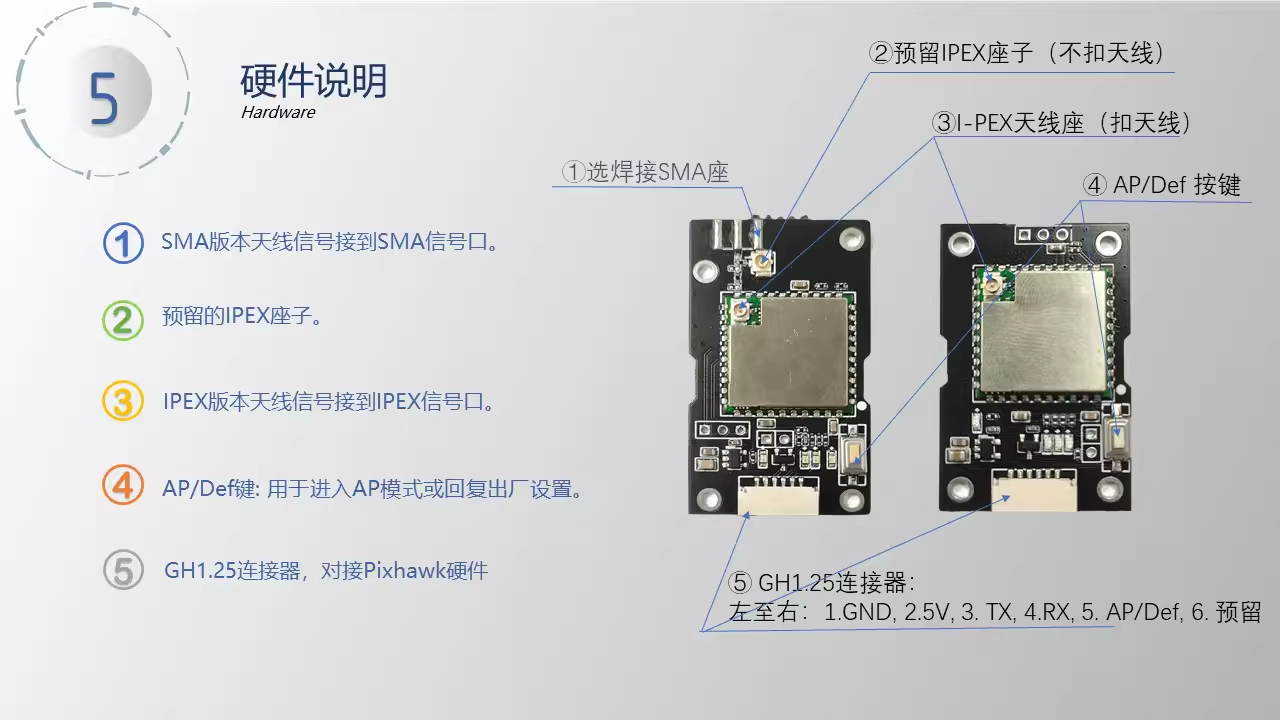 5
硬件说明
Hardware
②预留IPEX座子（不扣天线）
③I-PEX天线座（扣天线）
①选焊接SMA座
④ AP/Def 按键
① SMA版本天线信号接到SMA信号口。
② 预留的IPEX座子。
③ IPEX版本天线信号接到IPEX信号口。
④ AP/Def键: 用于进入AP模式或回复出厂设置。
⑤ GH1.25连接器，对接Pixhawk硬件
⑤ GH1.25连接器：
左至右：1.GND, 2.5V, 3. TX, 4.RX, 5. AP/Def, 6. 预留